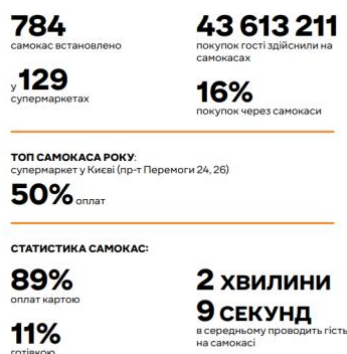 784
самокас встановлено
у 129
супермаркетах
43 613 211
покупок гості здійснили на
самокасах
16%
покупок через самокаси
ТОП САМОКАСА РОКУ:
супермаркет у Києві (пр-т Перемоги 24, 26)
50% оплат
СТАТИСТИКА САМОКАС:
89%
оплат картою
11%
готівкою
2 ХВИЛИНИ
9 СЕКУНД
в середньому проводить гість
на самокасі